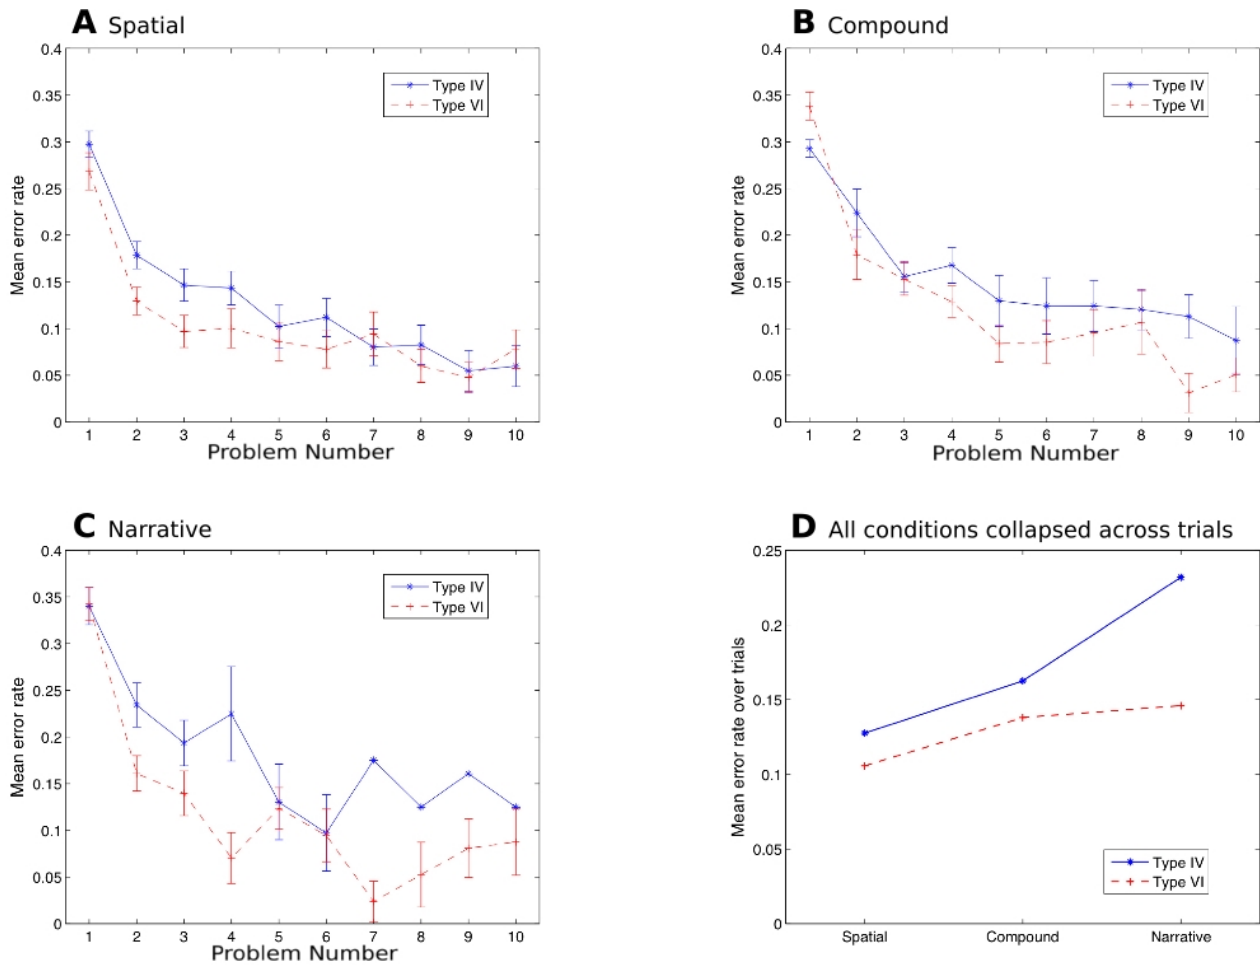 A Spatial
0.4
0.35
0.3
0.25
0.2
0.15
0.1
0.05
0
Mean error rate
Type IV
Type VI
1 2 3 4 5 6 7 8 9 10
Problem Number
B Compound
0.4
0.35
0.3
0.25
0.2
0.15
0.1
0.05
0
Mean error rate
Type IV
Type VI
1 2 3 4 5 6 7 8 9 10
Problem Number
C Narrative
0.4
0.35
0.3
0.25
0.2
0.15
0.1
0.05
0
Mean error rate
Type IV
Type VI
1 2 3 4 5 6 7 8 9 10
Problem Number
D All conditions collapsed across trials
0.25
0.2
0.15
0.1
0.05
0
Mean error rate over trials
Type IV
Type VI
Spatial Compound Narrative